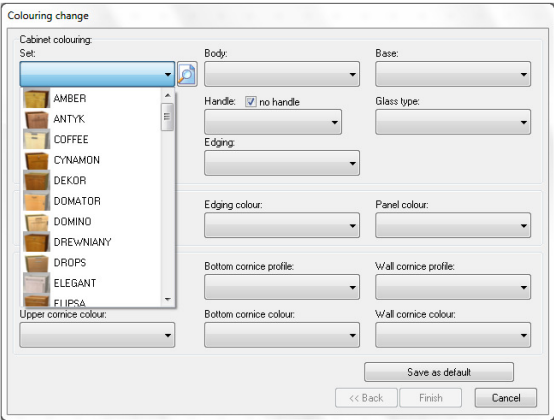 Colouring change
Cabinet colouring:
Set: Body: Base:
AMBER
Handle: no handle Glass type:
ANTYK
COFFEE
Edging:
CYNAMON
DEKOR
DOMATOR
Edging colour: Panel colour:
DOMINO
DREWNIANY
DROPS
Bottom cornice profile: Wall cornice profile:
ELEGANT
ELIPSA
Upper cornice colour: Bottom cornice colour: Wall cornice colour:
Save as default
<< Back Finish Cancel